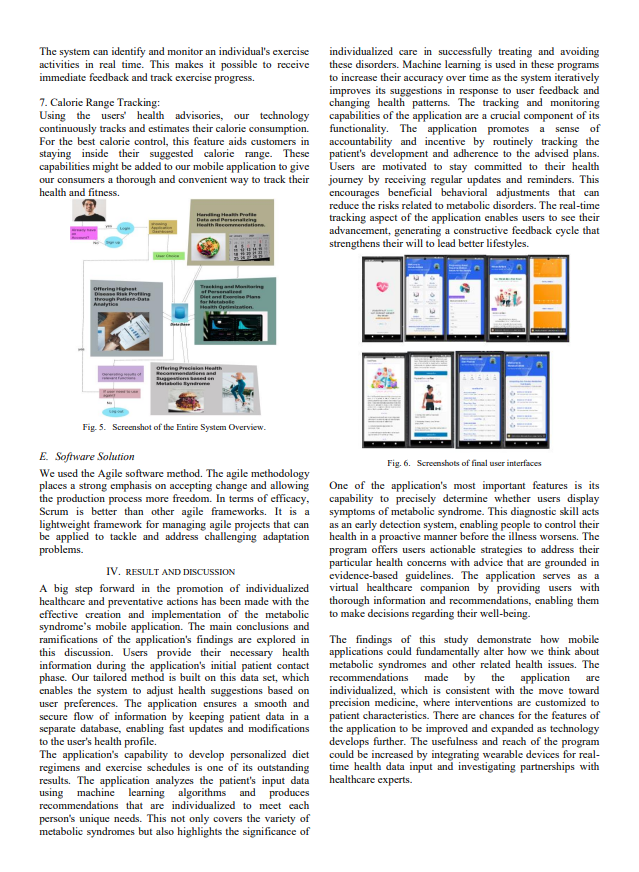 The system can identify and monitor an individual's exercise
activities in real time. This makes it possible to receive
immediate feedback and track exercise progress.
7. Calorie Range Tracking:
Using the users' health advisories, our technology
continuously tracks and estimates their calorie consumption.
For the best calorie control, this feature aids customers in
staying inside their suggested calorie range. These
capabilities might be added to our mobile application to give
our consumers a thorough and convenient way to track their
health and fitness.
Handling Health Profile
Data and Personalizing
Health Recommendations.
yes
Login
No
Sign up
User Choice
Offering Highest
Disease Risk Profiling
through Patient-Data
Analytics
Tracking and Monitoring
of Personalized
Diet and Exercise Plans
for Metabolic
Health Optimization.
Data Base
yes
Offering Precision Health
Recommendations and
Suggestions based on
Metabolic Syndrome
No
Log out
Fig. 5. Screenshot of the Entire System Overview.
E. Software Solution
We used the Agile software method. The agile methodology
places a strong emphasis on accepting change and allowing
the production process more freedom. In terms of efficacy,
Scrum is better than other agile frameworks. It is a
lightweight framework for managing agile projects that can
be applied to tackle and address challenging adaptation
problems.
IV. RESULT AND DISCUSSION
A big step forward in the promotion of individualized
healthcare and preventative actions has been made with the
effective creation and implementation of the metabolic
syndrome's mobile application. The main conclusions and
ramifications of the application's findings are explored in
this discussion. Users provide their necessary health
information during the application's initial patient contact
phase. Our tailored method is built on this data set, which
enables the system to adjust health suggestions based on
user preferences. The application ensures a smooth and
secure flow of information by keeping patient data in a
separate database, enabling fast updates and modifications
to the user's health profile.
The application's capability to develop personalized diet
regimens and exercise schedules is one of its outstanding
results. The application analyzes the patient's input data
using machine learning algorithms and produces
recommendations that are individualized to meet each
person's unique needs. This not only covers the variety of
metabolic syndromes but also highlights the significance of
individualized care in successfully treating and avoiding
these disorders. Machine learning is used in these programs
to increase their accuracy over time as the system iteratively
improves its suggestions in response to user feedback and
changing health patterns. The tracking and monitoring
capabilities of the application are a crucial component of its
functionality. The application promotes a sense of
accountability and incentive by routinely tracking the
patient's development and adherence to the advised plans.
Users are motivated to stay committed to their health
journey by receiving regular updates and reminders. This
encourages beneficial behavioral adjustments that can
reduce the risks related to metabolic disorders. The real-time
tracking aspect of the application enables users to see their
advancement, generating a constructive feedback cycle that
strengthens their will to lead better lifestyles.
Fig. 6. Screenshots of final user interfaces
One of the application's most important features is its
capability to precisely determine whether users display
symptoms of metabolic syndrome. This diagnostic skill acts
as an early detection system, enabling people to control their
health in a proactive manner before the illness worsens. The
program offers users actionable strategies to address their
particular health concerns with advice that are grounded in
evidence-based guidelines. The application serves as a
virtual healthcare companion by providing users with
thorough information and recommendations, enabling them
to make decisions regarding their well-being.
The findings of this study demonstrate how mobile
applications could fundamentally alter how we think about
metabolic syndromes and other related health issues. The
recommendations made by the application are
individualized, which is consistent with the move toward
precision medicine, where interventions are customized to
patient characteristics. There are chances for the features of
the application to be improved and expanded as technology
develops further. The usefulness and reach of the program
could be increased by integrating wearable devices for real-
time health data input and investigating partnerships with
healthcare experts.